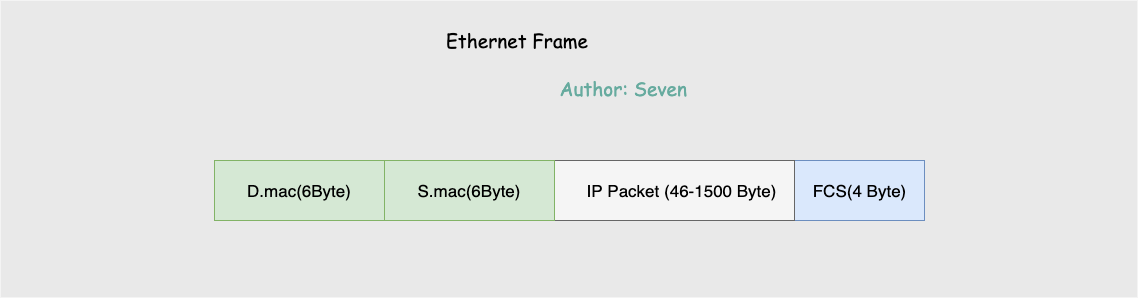 Ethernet Frame
Author: Seven
D.mac(6Byte) S.mac(6Byte) IP Packet (46-1500 Byte) FCS(4 Byte)